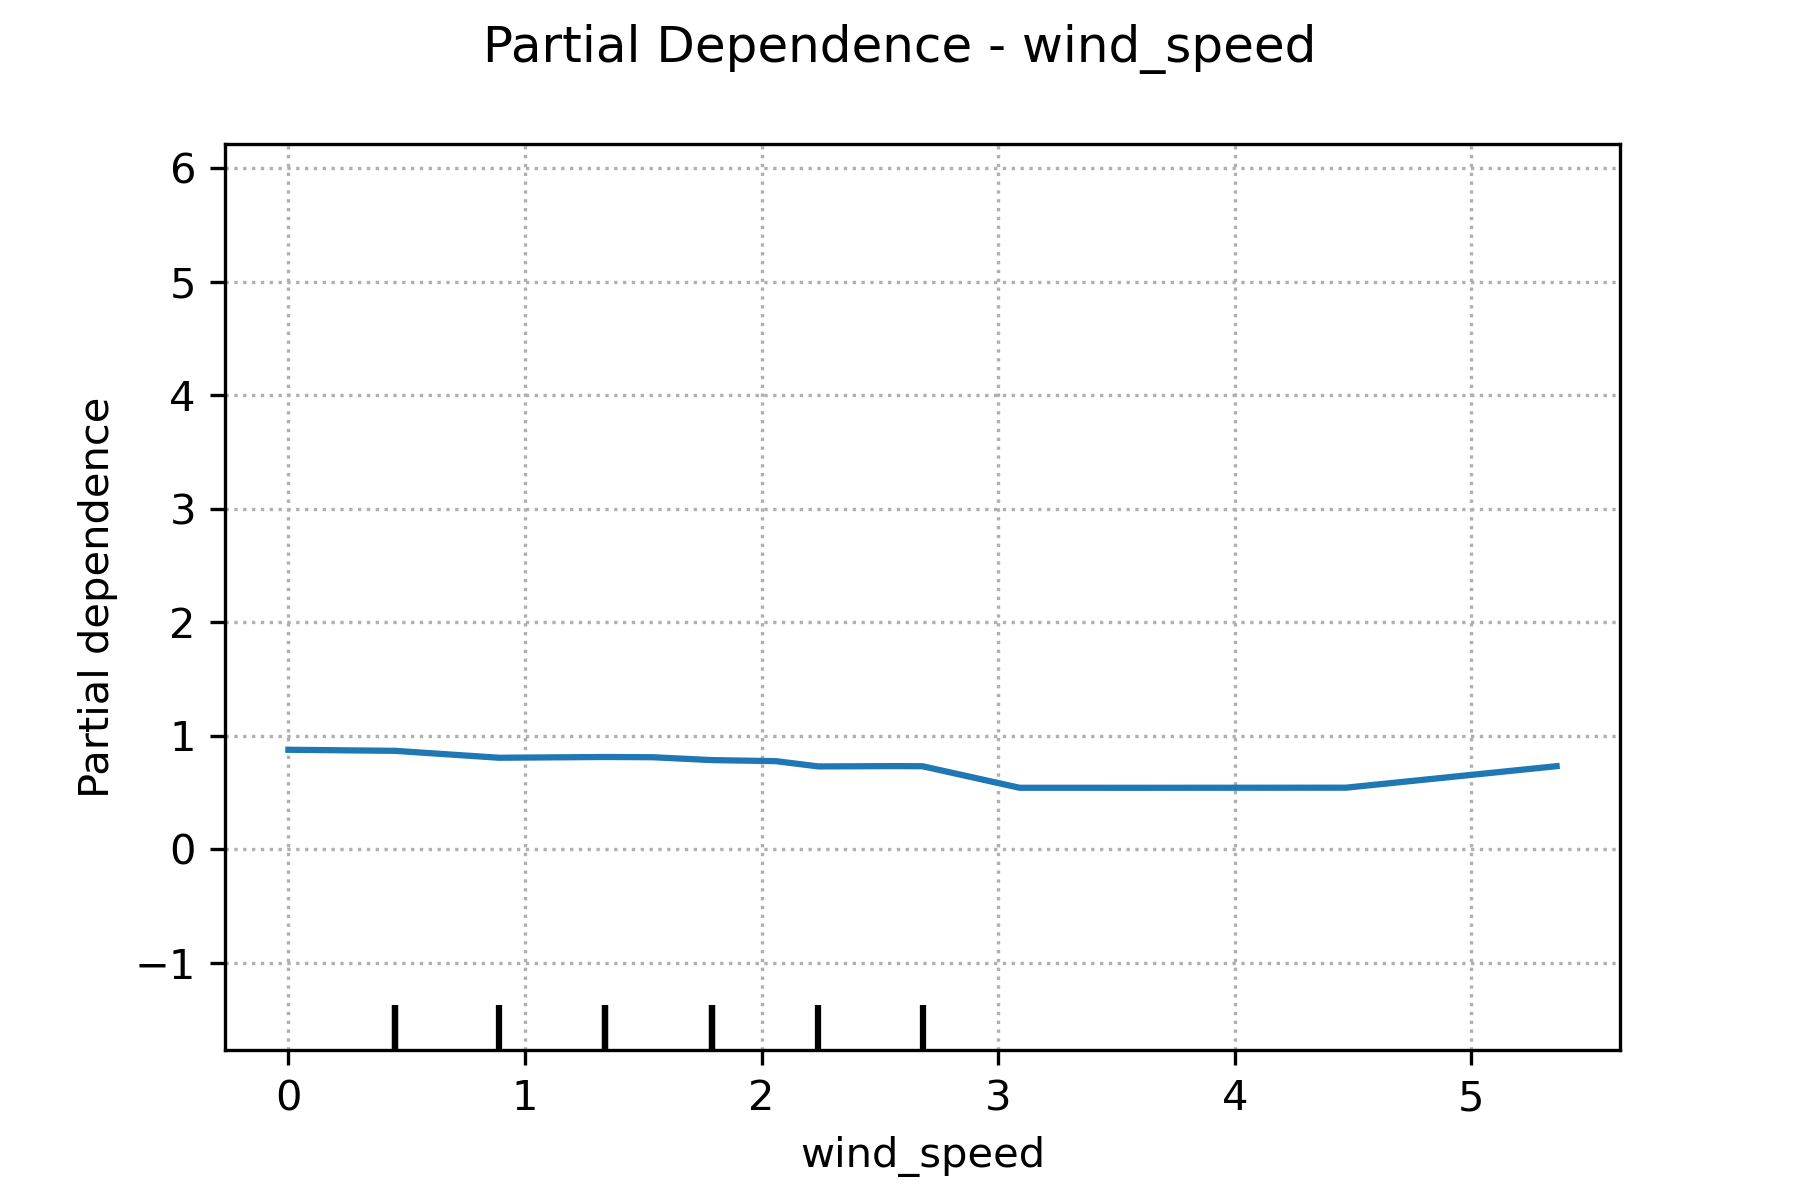 Partial Dependence - wind_speed
6
5
4
3
2
1
0
−1
Partial dependence
0 1 2 3 4 5
wind_speed